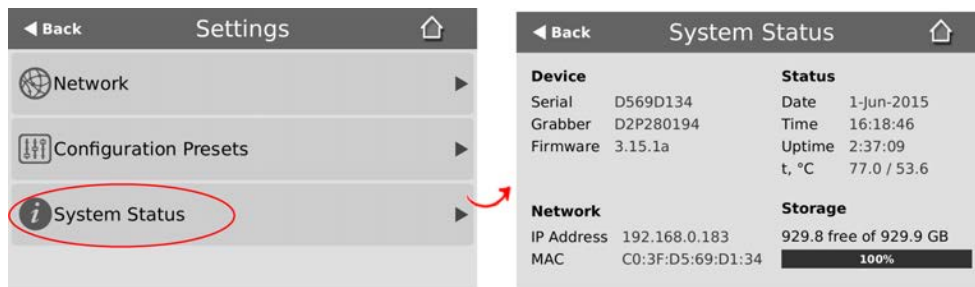 Back Settings
Network
Configuration Presets
System Status
Back System Status
Device
Serial D569D134
Grabber D2P280194
Firmware 3.15.1a
Status
Date 1-Jun-2015
Time 16:18:46
Uptime 2:37:09
t, °C 77.0 / 53.6
Network
IP Address 192.168.0.183
MAC C0:3F:D5:69:D1:34
Storage
929.8 free of 929.9 GB
100%